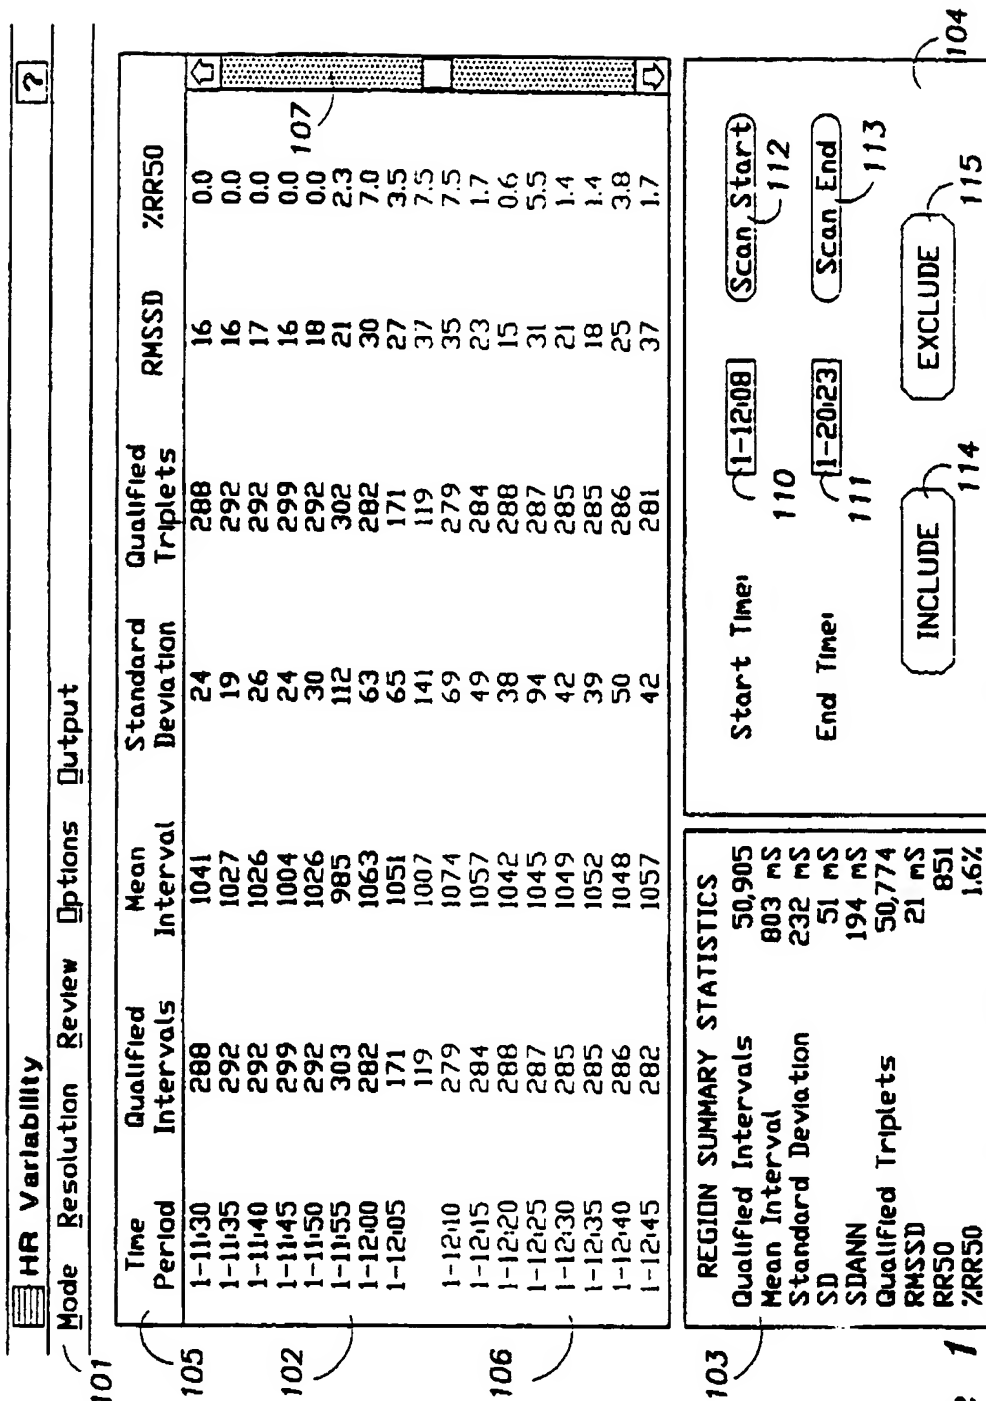 HR Variability ?
Mode Resolution Review Options Output
101
Time Period Qualified Intervals Mean Interval Standard Deviation Qualified Triplets RMSSD %RR50
105
1-11:30 288 1041 24 288 16 0.0
1-11:35 292 1027 19 292 16 0.0
1-11:40 292 1026 26 292 17 0.0
1-11:45 299 1004 24 299 16 0.0
1-11:50 292 1026 30 292 18 0.0
1-11:55 303 985 112 302 21 2.3
1-12:00 282 1063 63 282 30 7.0
1-12:05 171 1051 65 171 27 3.5
119 1007 141 119 37 7.5
1-12:10 279 1074 69 279 35 7.5
1-12:15 284 1057 49 284 23 1.7
1-12:20 288 1042 38 288 15 0.6
1-12:25 287 1045 94 287 31 5.5
1-12:30 285 1049 42 285 21 1.4
1-12:35 285 1052 39 285 18 1.4
1-12:40 286 1048 50 286 25 3.8
1-12:45 282 1057 42 281 37 1.7
102
106
107
103
REGION SUMMARY STATISTICS
Qualified Intervals 50,905
Mean Interval 803 mS
Standard Deviation 232 mS
SD 51 mS
SDANN 194 mS
Qualified Triplets 50,774
RMSSD 21 mS
RR50 851
%RR50 1.6%
Start Time: 1-12:08 Scan Start
110 112
End Time: 1-20:23 Scan End
111 113
INCLUDE EXCLUDE
114 115
104
1